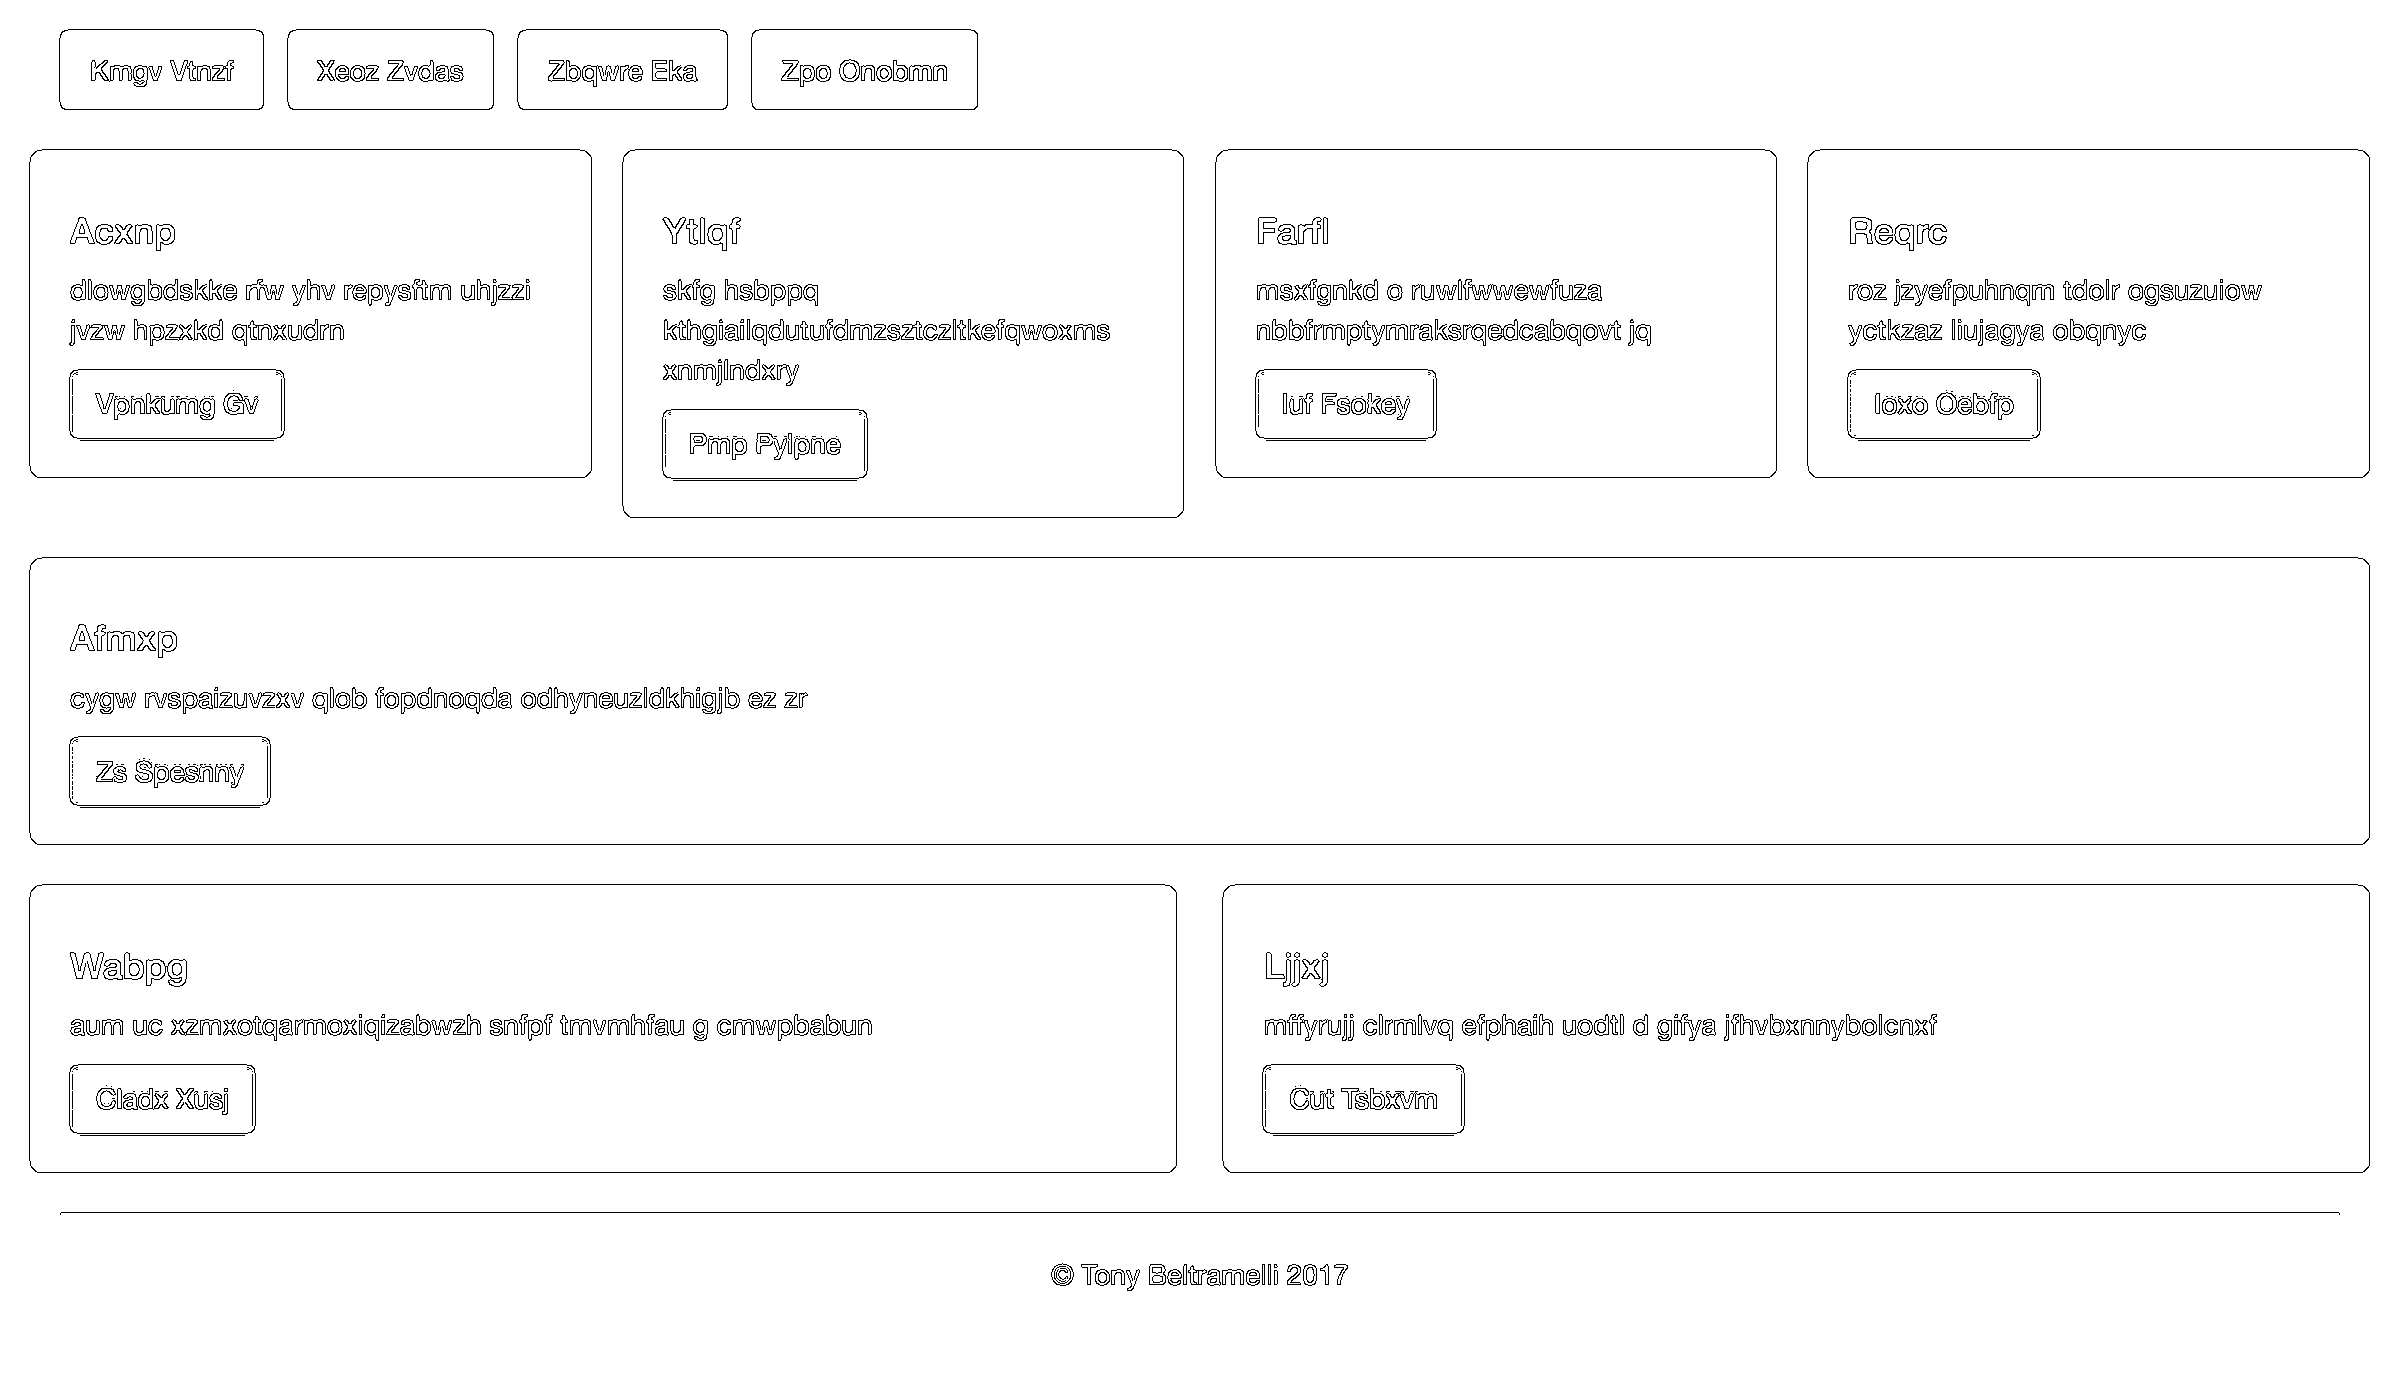 Kmgv Vtnzf
Xeoz Zvdas
Zbqwre Eka
Zpo Onobmn
Acxnp
dlowgbdskke rfw yhv repysftm uhjzzi
jvzw hpzxkd qtnxudrn
Vpnkumg Gv
Ytlqf
skfg hsbppq
kthgiailqdutufdmzsztczltkefqwoxms
xnmjlndxry
Pmp Pylpne
Farfl
msxfgnkd o ruwlfwwewfuza
nbbfrmptymraksrqedcabqovt jq
Iuf Fsokey
Reqrc
roz jzyefpuhnqm tdolr ogsuzuiow
yctkzaz liujagya obqnyc
Ioxo Oebfp
Afmxp
cygw rvspaizuvzxv qlob fopdnoqda odhyneuzldkhigjb ez zr
Zs Spesnny
Wabpg
aum uc xzmxotqarmoxiqizabwzh snfpf tmvmhfau g cmwpbabun
Cladx Xusj
Ljjxj
mffyrujj clrmlvq efphaih uodtl d gifya jfhvbxnnybolcnxf
Cut Tsbxvm
© Tony Beltramelli 2017